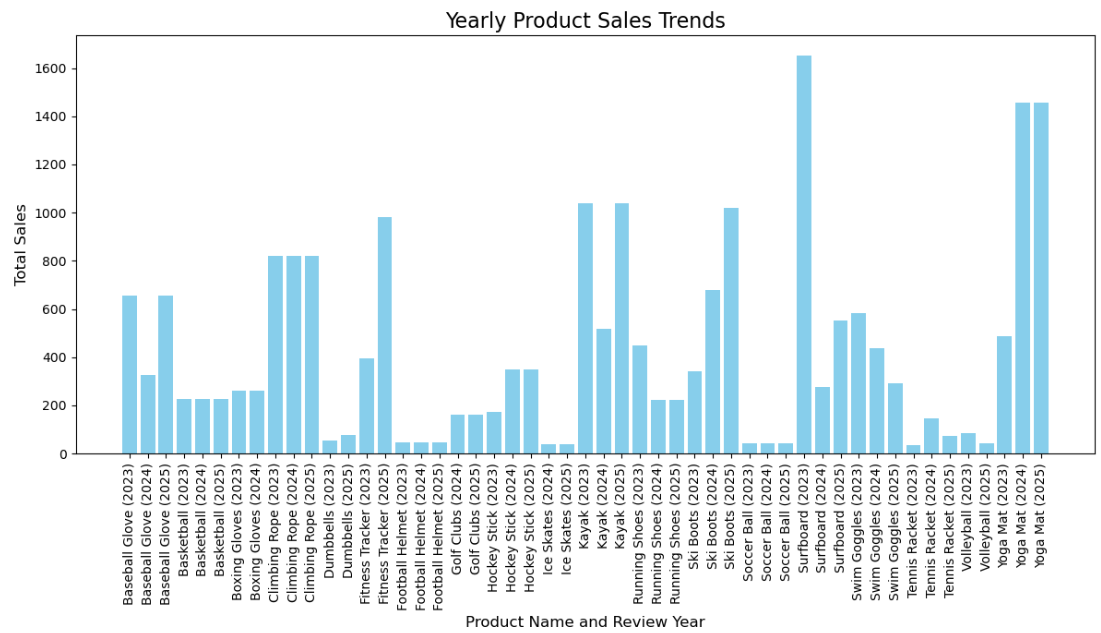 Yearly Product Sales Trends
Total Sales
1600
1400
1200
1000
800
600
400
200
0
Baseball Glove (2023)
Baseball Glove (2024)
Baseball Glove (2025)
Basketball (2023)
Basketball (2024)
Basketball (2025)
Boxing Gloves (2023)
Boxing Gloves (2024)
Climbing Rope (2023)
Climbing Rope (2024)
Climbing Rope (2025)
Dumbbells (2023)
Dumbbells (2025)
Fitness Tracker (2023)
Fitness Tracker (2025)
Football Helmet (2023)
Football Helmet (2024)
Football Helmet (2025)
Golf Clubs (2024)
Golf Clubs (2025)
Hockey Stick (2023)
Hockey Stick (2024)
Hockey Stick (2025)
Ice Skates (2024)
Ice Skates (2025)
Kayak (2023)
Kayak (2024)
Kayak (2025)
Running Shoes (2023)
Running Shoes (2024)
Running Shoes (2025)
Ski Boots (2023)
Ski Boots (2024)
Ski Boots (2025)
Soccer Ball (2023)
Soccer Ball (2024)
Soccer Ball (2025)
Surfboard (2023)
Surfboard (2024)
Surfboard (2025)
Swim Goggles (2023)
Swim Goggles (2024)
Swim Goggles (2025)
Tennis Racket (2023)
Tennis Racket (2024)
Tennis Racket (2025)
Volleyball (2023)
Volleyball (2025)
Yoga Mat (2023)
Yoga Mat (2024)
Yoga Mat (2025)
Product Name and Review Year